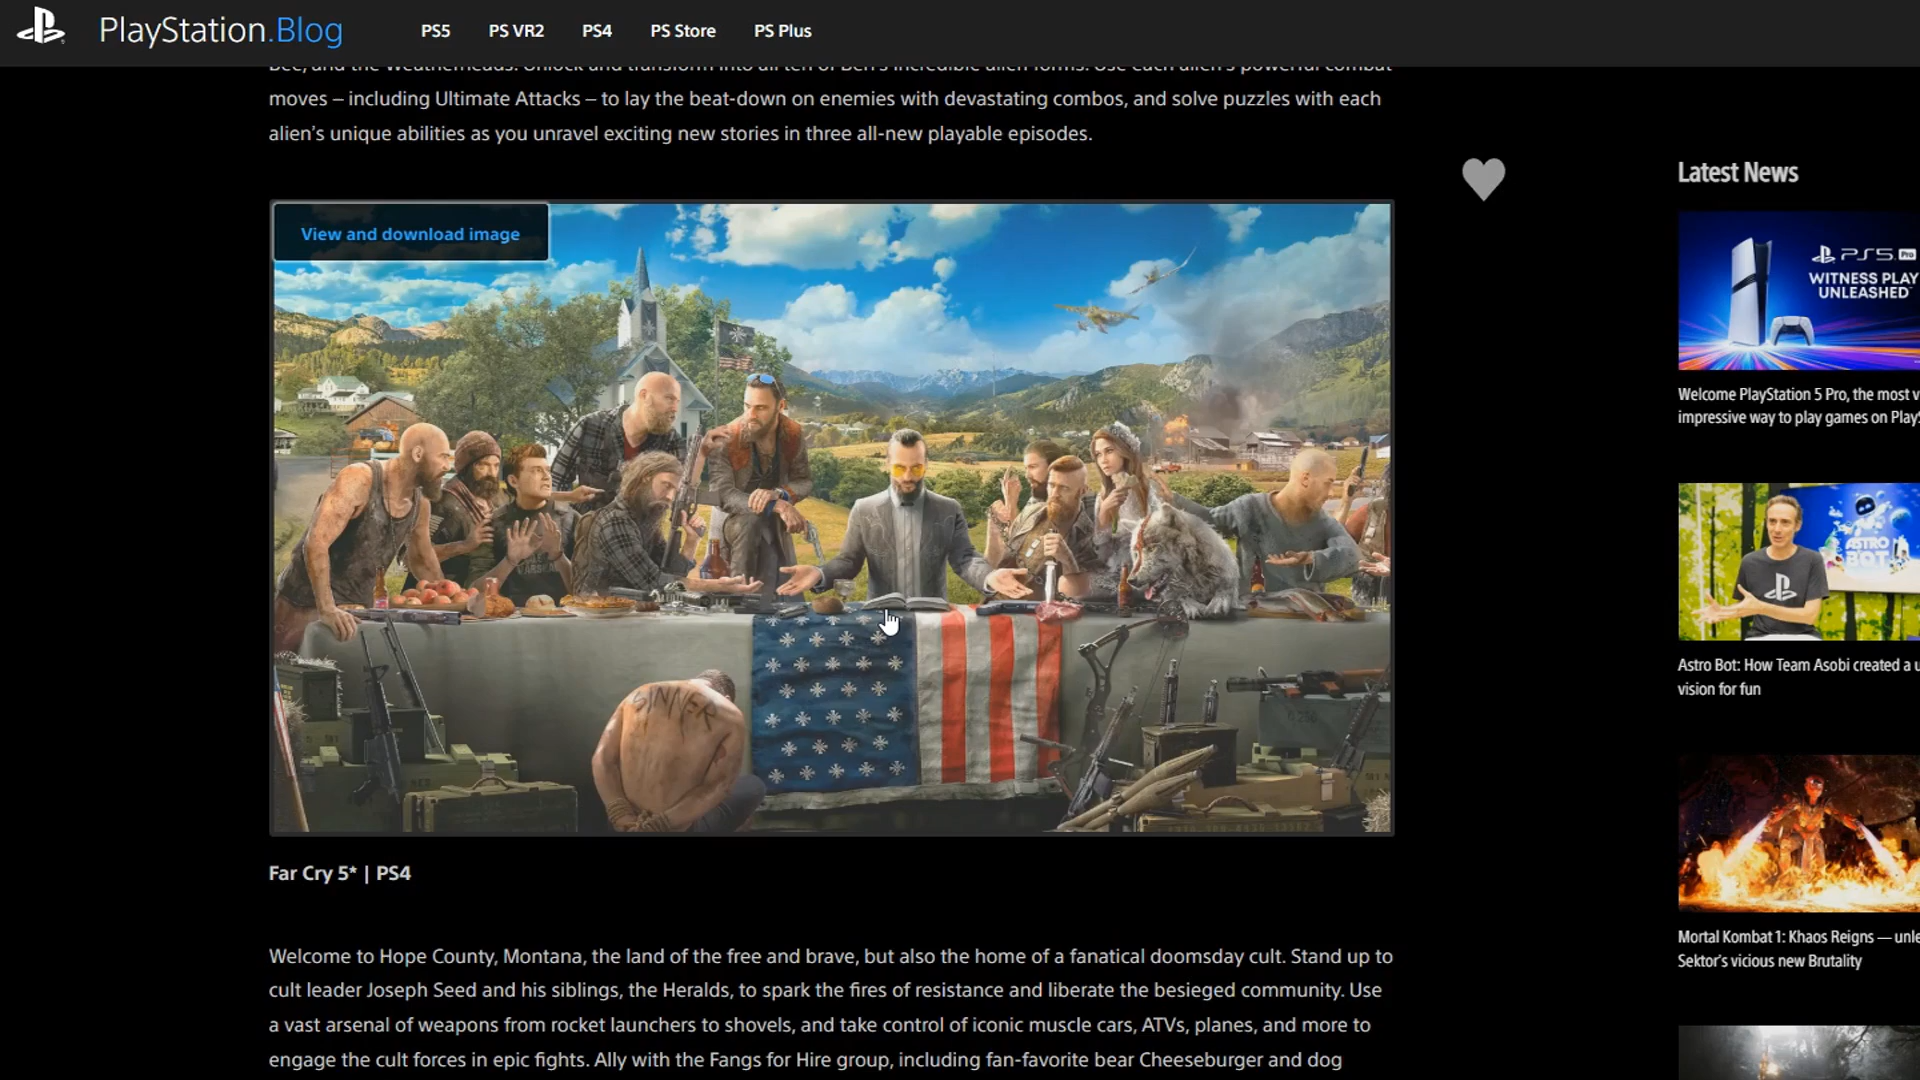 PlayStation.Blog
PS5
PS VR2
PS4
PS Store
PS Plus
Bee, and the Weatherheads. Unlock and transform into all ten of Ben's incredible alien forms. Use each alien's powerful combat
moves – including Ultimate Attacks – to lay the beat-down on enemies with devastating combos, and solve puzzles with each
alien's unique abilities as you unravel exciting new stories in three all-new playable episodes.
View and download image
SINNER
Far Cry 5* | PS4
Welcome to Hope County, Montana, the land of the free and brave, but also the home of a fanatical doomsday cult. Stand up to
cult leader Joseph Seed and his siblings, the Heralds, to spark the fires of resistance and liberate the besieged community. Use
a vast arsenal of weapons from rocket launchers to shovels, and take control of iconic muscle cars, ATVs, planes, and more to
engage the cult forces in epic fights. Ally with the Fangs for Hire group, including fan-favorite bear Cheeseburger and dog
Latest News
PS5 Pro
WITNESS PLAY
UNLEASHED
Welcome PlayStation 5 Pro, the most v
impressive way to play games on PlayS
ASTRO
BOT
Astro Bot: How Team Asobi created a u
vision for fun
Mortal Kombat 1: Khaos Reigns — unle
Sektor's vicious new Brutality